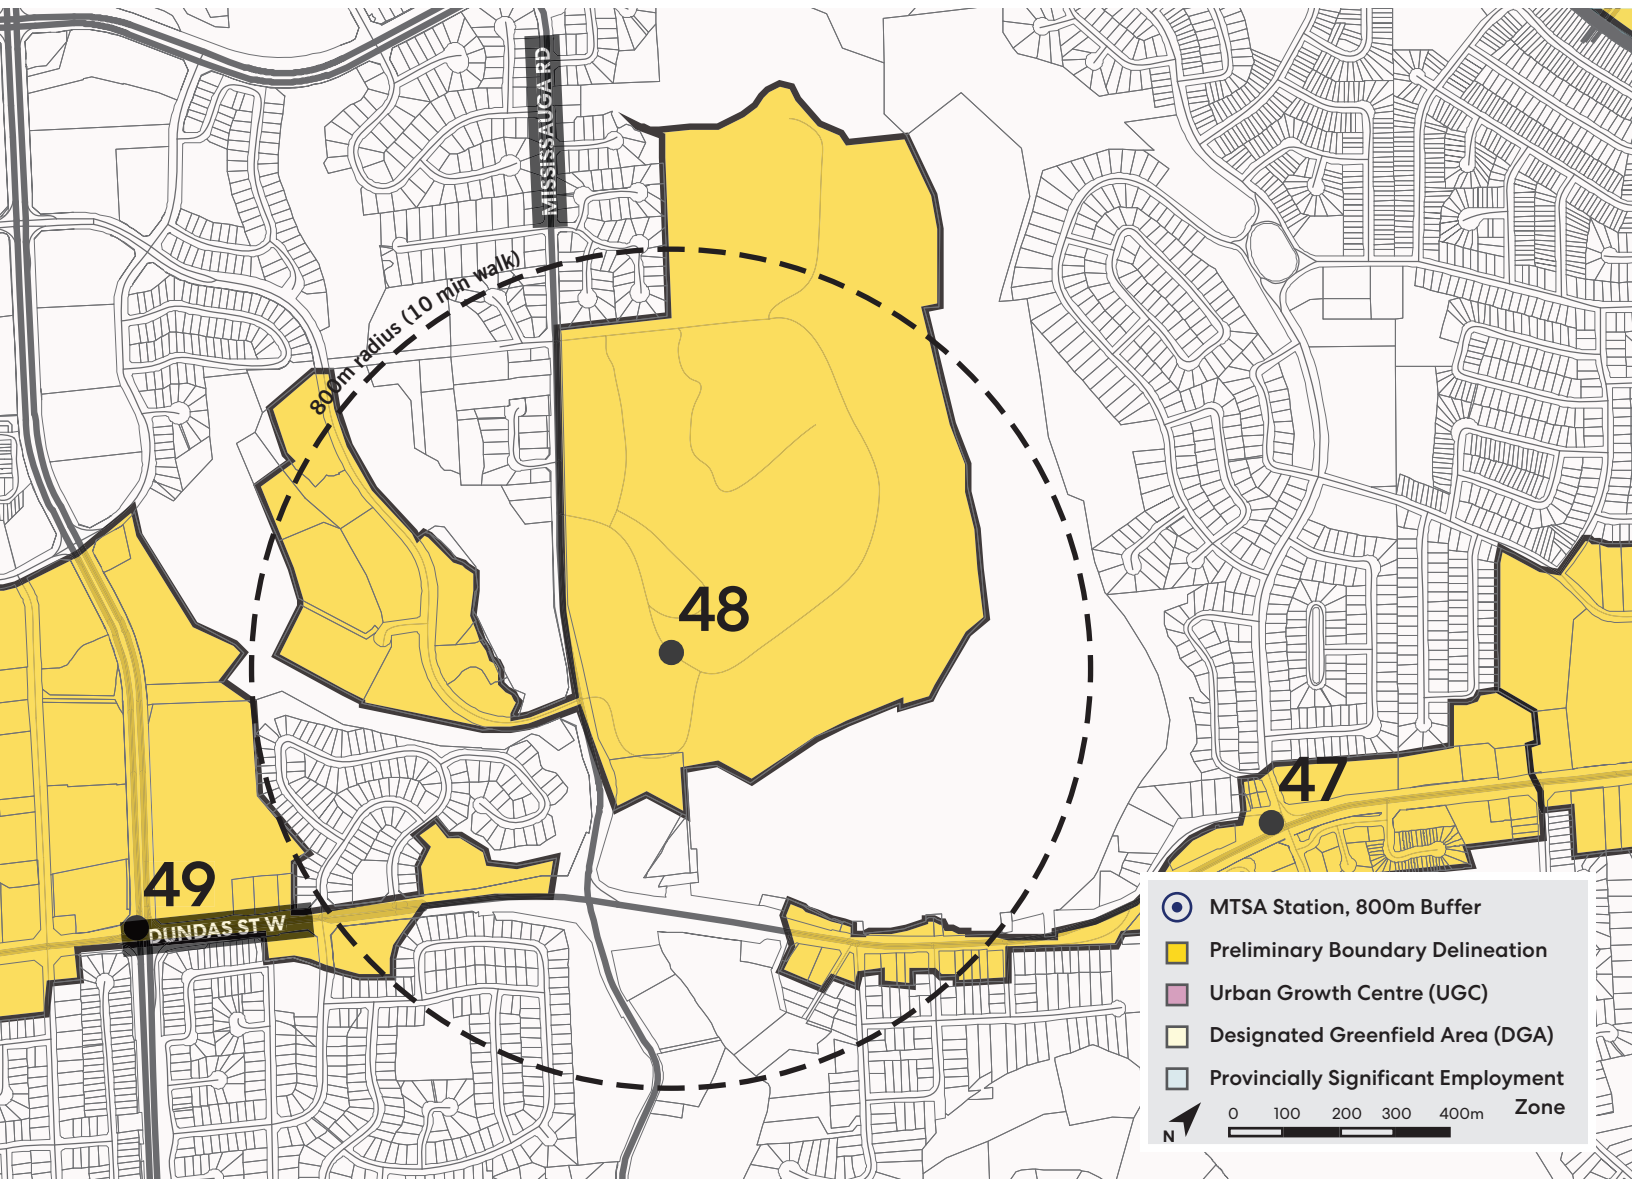 MISSISSAUGA RD
800m radius (10 min walk)
48
47
49
DUNDAS ST W
MTSA Station, 800m Buffer
Preliminary Boundary Delineation
Urban Growth Centre (UGC)
Designated Greenfield Area (DGA)
Provincially Significant Employment
Zone
0 100 200 300 400m
N